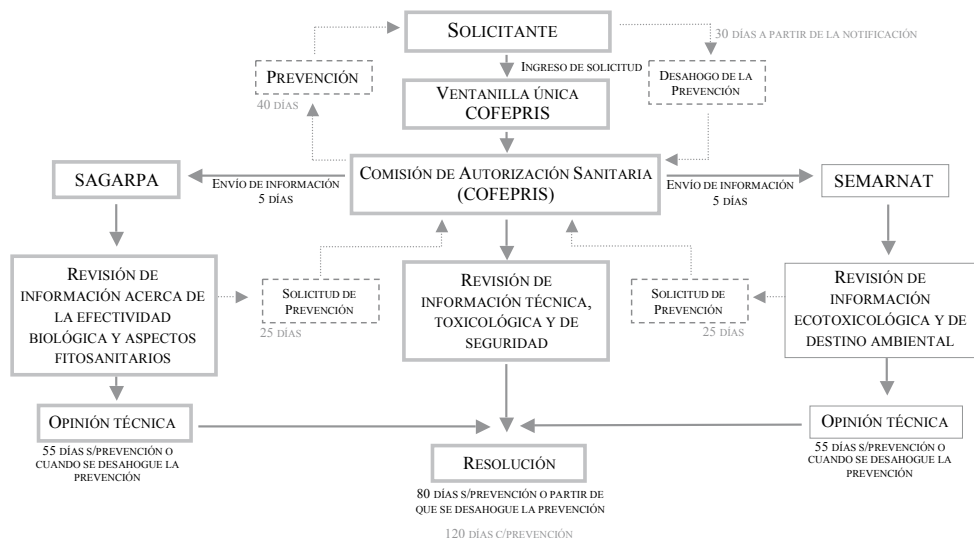 SOLICITANTE
30 DÍAS A PARTIR DE LA NOTIFICACIÓN
INGRESO DE SOLICITUD
PREVENCIÓN
40 DÍAS
DESAHOGO DE LA
PREVENCIÓN
VENTANILLA ÚNICA
COFEPRIS
SAGARPA
ENVÍO DE INFORMACIÓN
5 DÍAS
COMISIÓN DE AUTORIZACIÓN SANITARIA
(COFEPRIS)
ENVÍO DE INFORMACIÓN
5 DÍAS
SEMARNAT
REVISIÓN DE
INFORMACIÓN ACERCA DE
LA EFECTIVIDAD
BIOLÓGICA Y ASPECTOS
FITOSANITARIOS
SOLICITUD DE
PREVENCIÓN
25 DÍAS
REVISIÓN DE
INFORMACIÓN TÉCNICA,
TOXICOLÓGICA Y DE
SEGURIDAD
SOLICITUD DE
PREVENCIÓN
25 DÍAS
REVISIÓN DE
INFORMACIÓN
ECOTOXICOLÓGICA Y DE
DESTINO AMBIENTAL
OPINIÓN TÉCNICA
55 DÍAS S/PREVENCIÓN O
CUANDO SE DESAHOGUE LA
PREVENCIÓN
RESOLUCIÓN
80 DÍAS S/PREVENCIÓN O PARTIR DE
QUE SE DESAHOGUE LA PREVENCIÓN
120 DÍAS C/PREVENCIÓN
OPINIÓN TÉCNICA
55 DÍAS S/PREVENCIÓN O
CUANDO SE DESAHOGUE LA
PREVENCIÓN